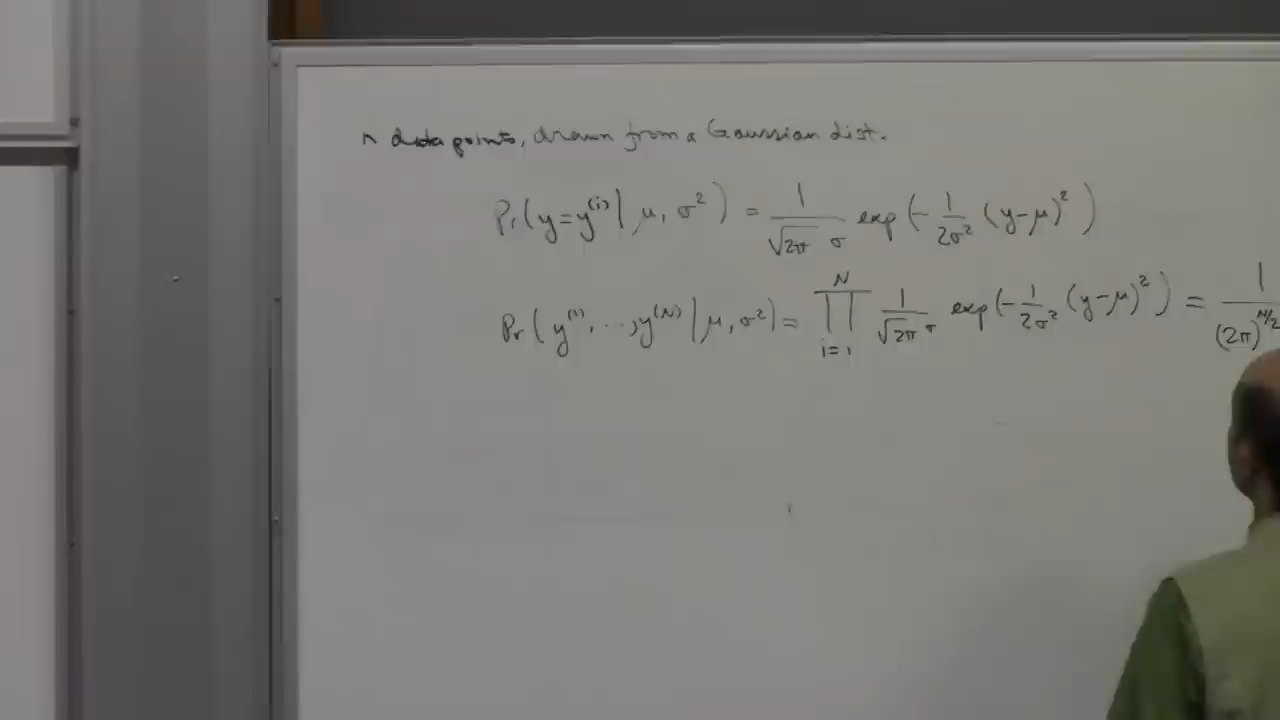 n data points, drawn from a Gaussian dist.
Pr(y=y⁽ⁱ⁾ | μ, σ²) = 1/(√2π σ) exp(-1/(2σ²) (y-μ)²)
Pr(y⁽¹⁾, ..., y⁽ᴺ⁾ | μ, σ²) = ∏_{i=1}^{N} 1/(√2π σ) exp(-1/(2σ²) (y-μ)²) = 1/(2π)^{N/2}